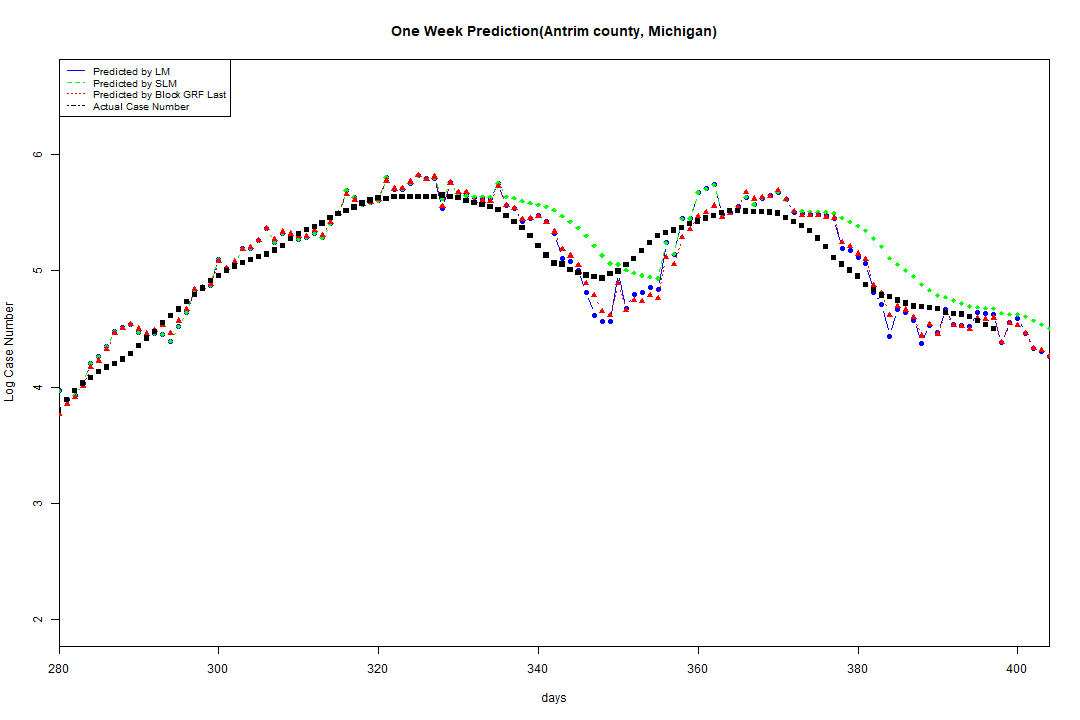 One Week Prediction(Antrim county, Michigan)
Predicted by LM
Predicted by SLM
Predicted by Block GRF Last
Actual Case Number
Log Case Number
6
5
4
3
2
280 300 320 340 360 380 400
days